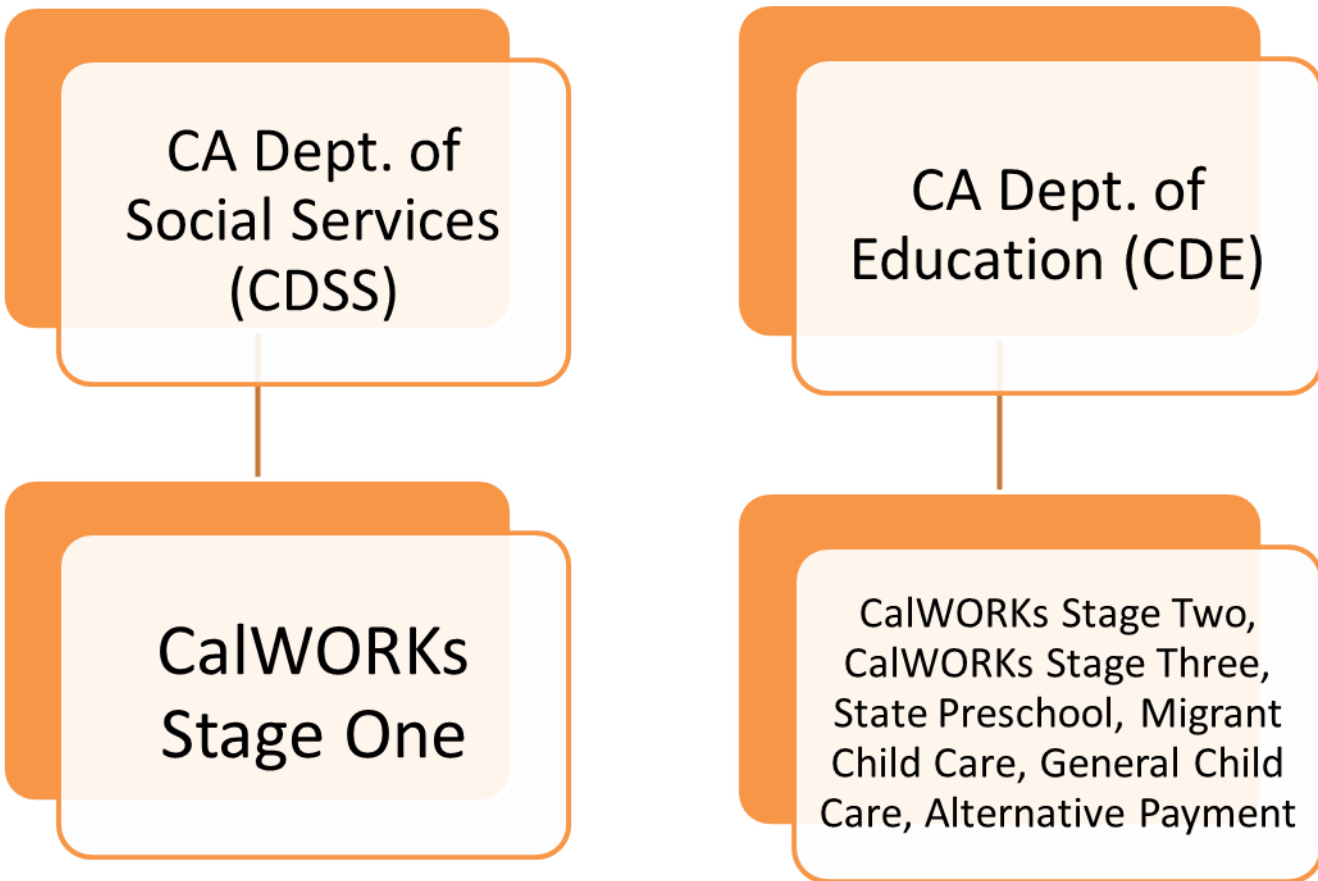 CA Dept. of
Social Services
(CDSS)
CA Dept. of
Education (CDE)
CalWORKs
Stage One
CalWORKs Stage Two,
CalWORKs Stage Three,
State Preschool, Migrant
Child Care, General Child
Care, Alternative Payment